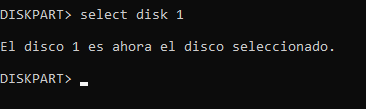 DISKPART> select disk 1
El disco 1 es ahora el disco seleccionado.
DISKPART>